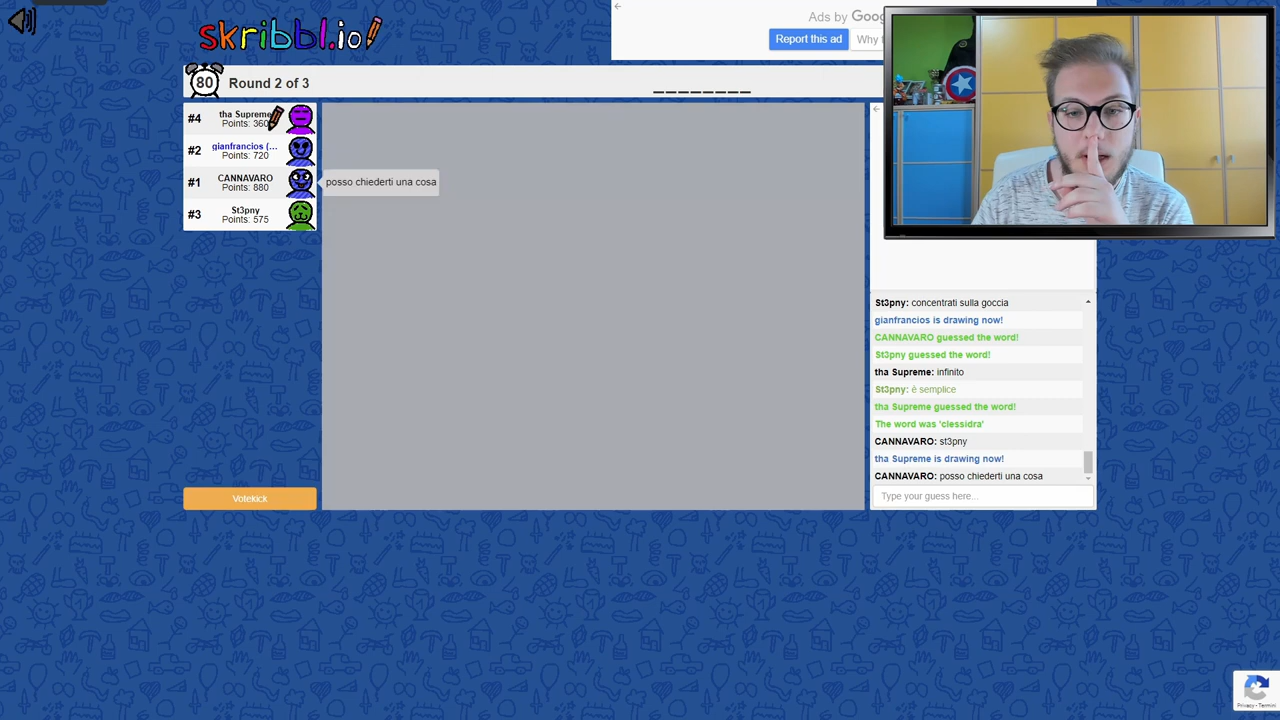 skribbl.io
Ads by Goog
Report this ad
Why t
80
Round 2 of 3
________
#4
tha Supreme
Points: 360
#2
gianfrancios (...
Points: 720
#1
CANNAVARO
Points: 880
#3
St3pny
Points: 575
posso chiederti una cosa
Votekick
St3pny: concentrati sulla goccia
gianfrancios is drawing now!
CANNAVARO guessed the word!
St3pny guessed the word!
tha Supreme: infinito
St3pny: è semplice
tha Supreme guessed the word!
The word was 'clessidra'
CANNAVARO: st3pny
tha Supreme is drawing now!
CANNAVARO: posso chiederti una cosa
Type your guess here...
Privacy - Termini